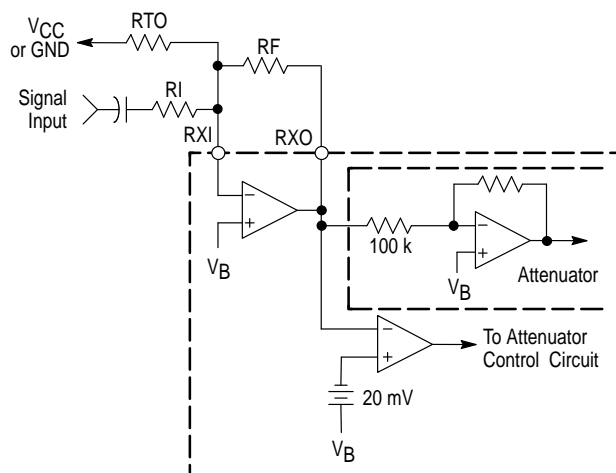 VCC
or GND
RTO
RF
Signal
Input
RI
RXI
RXO
100 k
VB
VB
Attenuator
To Attenuator
Control Circuit
20 mV
VB